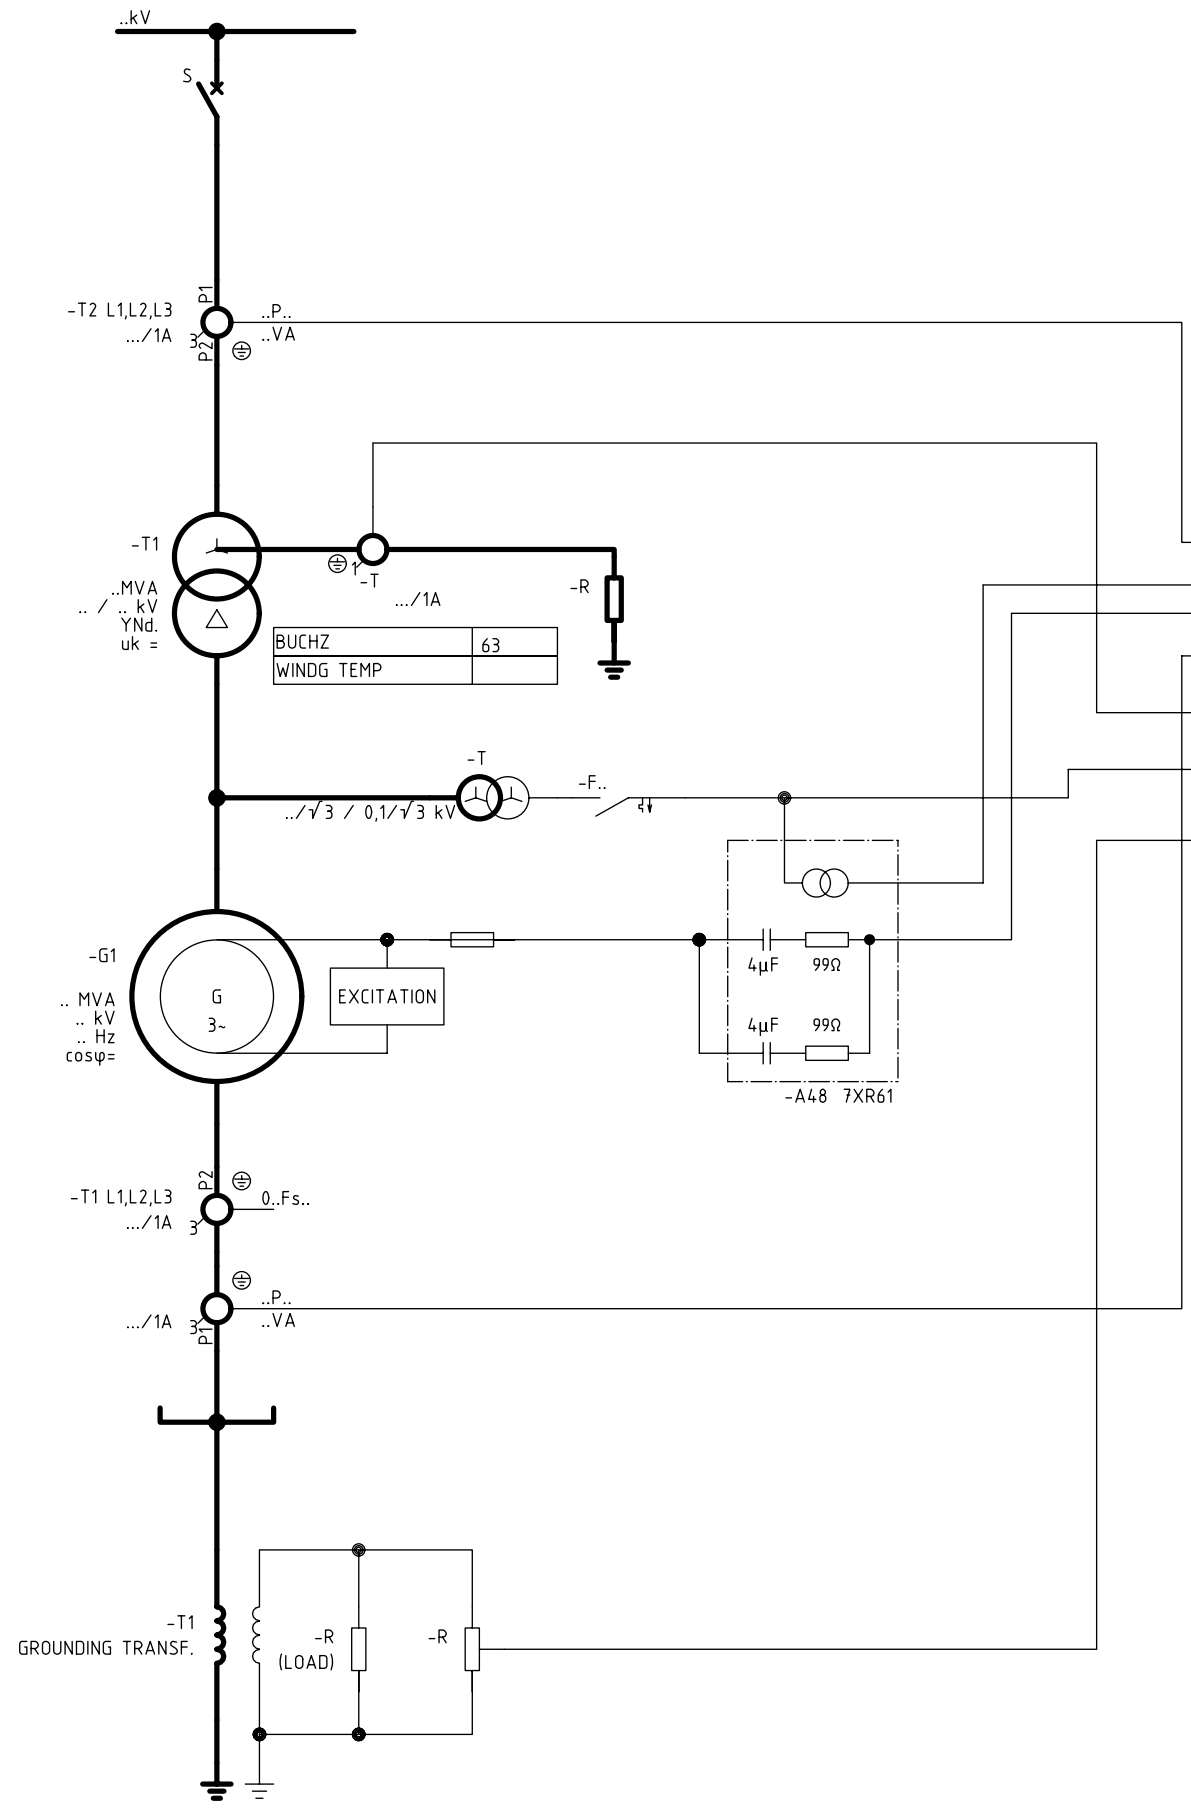 ..kV
S
P1
-T2 L1,L2,L3
..P..
.../1A
3
..VA
P2
-T1
1
-T
-R
..MVA
.../1A
.. / .. kV
YNd.
uk =
BUCHZ 63
WINDG TEMP
-T
-F..
../√3 / 0,1/√3 kV
-G1
4µF 99Ω
G
EXCITATION
.. MVA
.. kV
3~
4µF 99Ω
.. Hz
cosφ=
-A48 7XR61
P2
-T1 L1,L2,L3
0..Fs..
.../1A
3
..P..
.../1A
3
..VA
P1
-T1
GROUNDING TRANSF.
-R
(LOAD)
-R